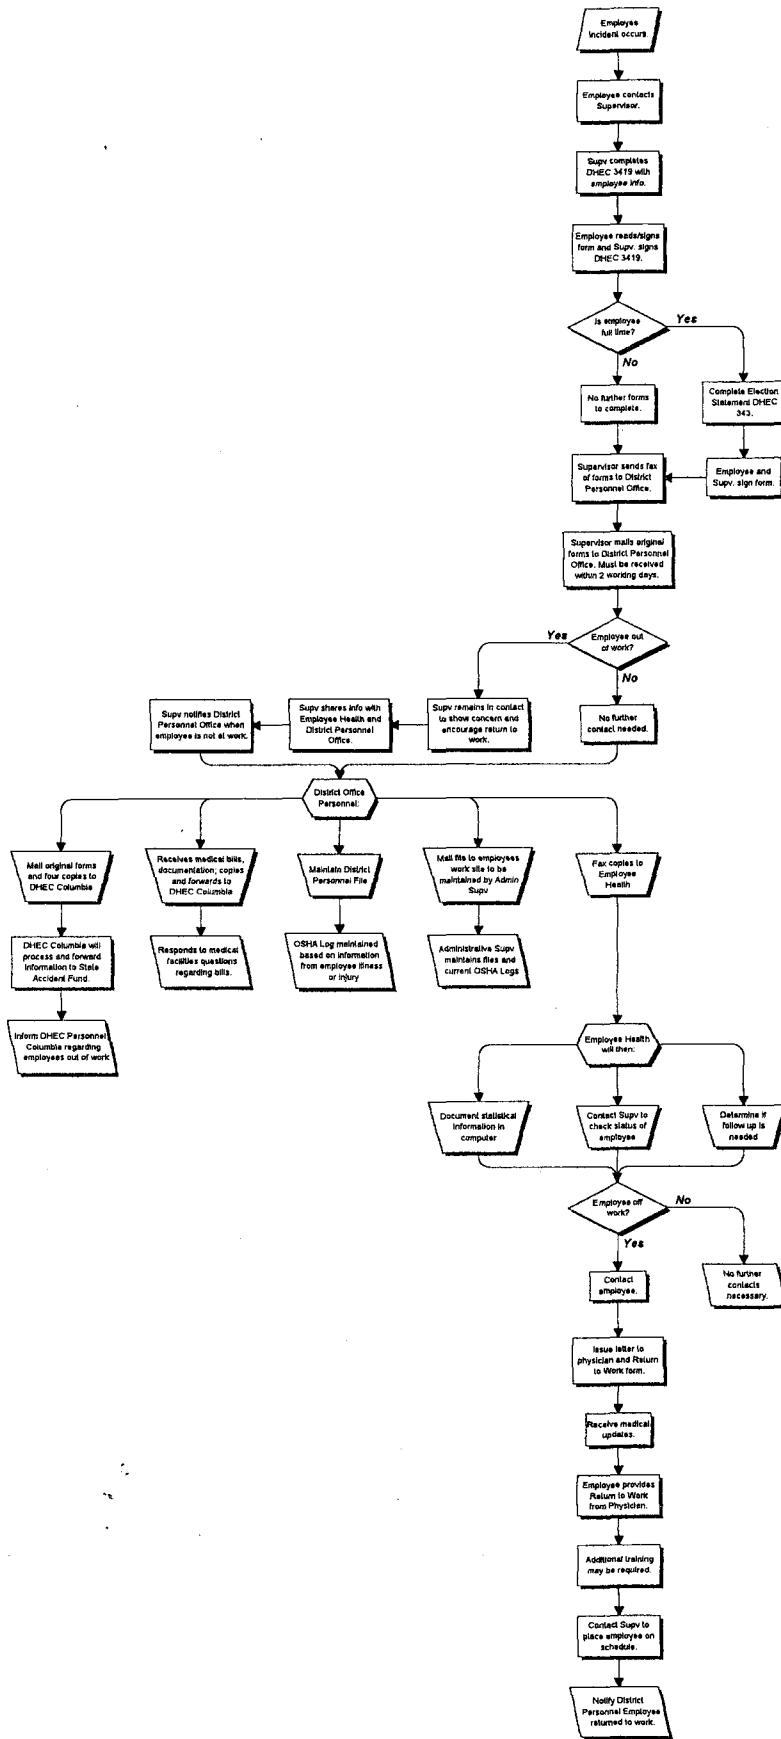 Employee
Incident occurs.
Employee contacts
Supervisor.
Supv completes
DHEC 3419 with
employee info.
Employee reads/signs
form and Supv. signs
DHEC 3419.
Is employee
full time?
Yes
No
No further forms
to complete.
Complete Election
Statement DHEC
343.
Supervisor sends fax
of forms to District
Personnel Office.
Employee and
Supv. sign form.
Supervisor mails original
forms to District Personnel
Office. Must be received
within 2 working days.
Yes
Employee out
of work?
No
Supv notifies District
Personnel Office when
employee is not at work.
Supv shares info with
Employee Health and
District Personnel
Office.
Supv remains in contact
to show concern and
encourage return to
work.
No further
contact needed.
District Office
Personnel:
Mail original forms
and four copies to
DHEC Columbia
Receives medical bills,
documentation; copies
and forwards to
DHEC Columbia
Maintain District
Personnel File
Mail file to employees
work site to be
maintained by Admin
Supv
Fax copies to
Employee
Health
DHEC Columbia will
process and forward
information to State
Accident Fund.
Responds to medical
facilities questions
regarding bills.
OSHA Log maintained
based on information
from employee illness
or injury
Administrative Supv
maintains files and
current OSHA Logs
Inform DHEC Personnel
Columbia regarding
employees out of work
Employee Health
will then:
Document statistical
information in
computer
Contact Supv to
check status of
employee
Determine if
follow up is
needed
Employee off
work?
No
Yes
Contact
employee.
No further
contacts
necessary.
Issue letter to
physician and Return
to Work form.
Receive medical
updates.
Employee provides
Return to Work
from Physician.
Additional training
may be required.
Contact Supv to
place employee on
schedule.
Notify District
Personnel Employee
returned to work.